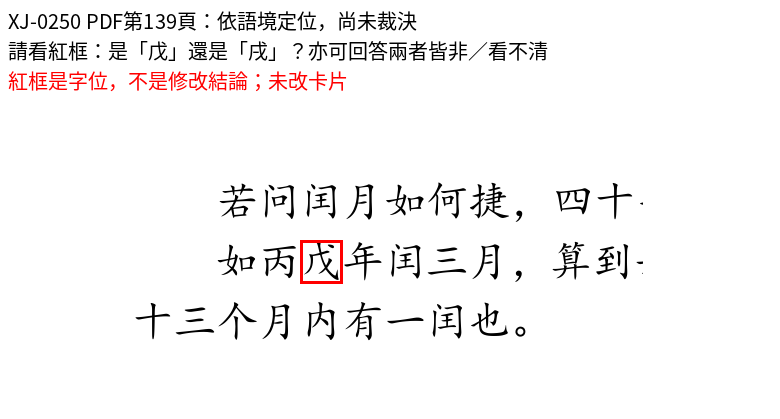 XJ-0250 PDF第139頁：依語境定位，尚未裁決
請看紅框：是「戊」還是「戌」？亦可回答兩者皆非／看不清
紅框是字位，不是修改結論；未改卡片
若问闰月如何捷，四十
如丙戊年闰三月，算到
十三个月内有一闰也。